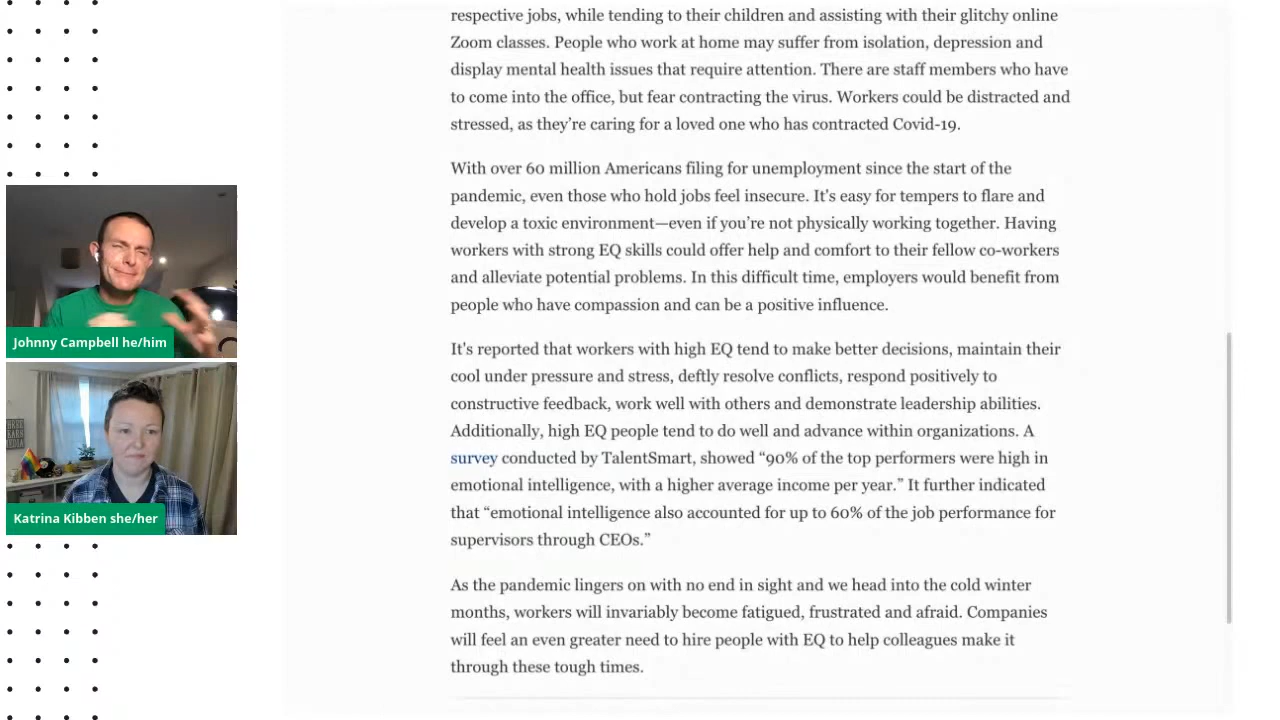 respective jobs, while tending to their children and assisting with their glitchy online
Zoom classes. People who work at home may suffer from isolation, depression and
display mental health issues that require attention. There are staff members who have
to come into the office, but fear contracting the virus. Workers could be distracted and
stressed, as they’re caring for a loved one who has contracted Covid-19.
With over 60 million Americans filing for unemployment since the start of the
pandemic, even those who hold jobs feel insecure. It's easy for tempers to flare and
develop a toxic environment—even if you’re not physically working together. Having
workers with strong EQ skills could offer help and comfort to their fellow co-workers
and alleviate potential problems. In this difficult time, employers would benefit from
people who have compassion and can be a positive influence.
It's reported that workers with high EQ tend to make better decisions, maintain their
cool under pressure and stress, deftly resolve conflicts, respond positively to
constructive feedback, work well with others and demonstrate leadership abilities.
Additionally, high EQ people tend to do well and advance within organizations. A
survey conducted by TalentSmart, showed “90% of the top performers were high in
emotional intelligence, with a higher average income per year.” It further indicated
that “emotional intelligence also accounted for up to 60% of the job performance for
supervisors through CEOs.”
As the pandemic lingers on with no end in sight and we head into the cold winter
months, workers will invariably become fatigued, frustrated and afraid. Companies
will feel an even greater need to hire people with EQ to help colleagues make it
through these tough times.
Johnny Campbell he/him
Katrina Kibben she/her